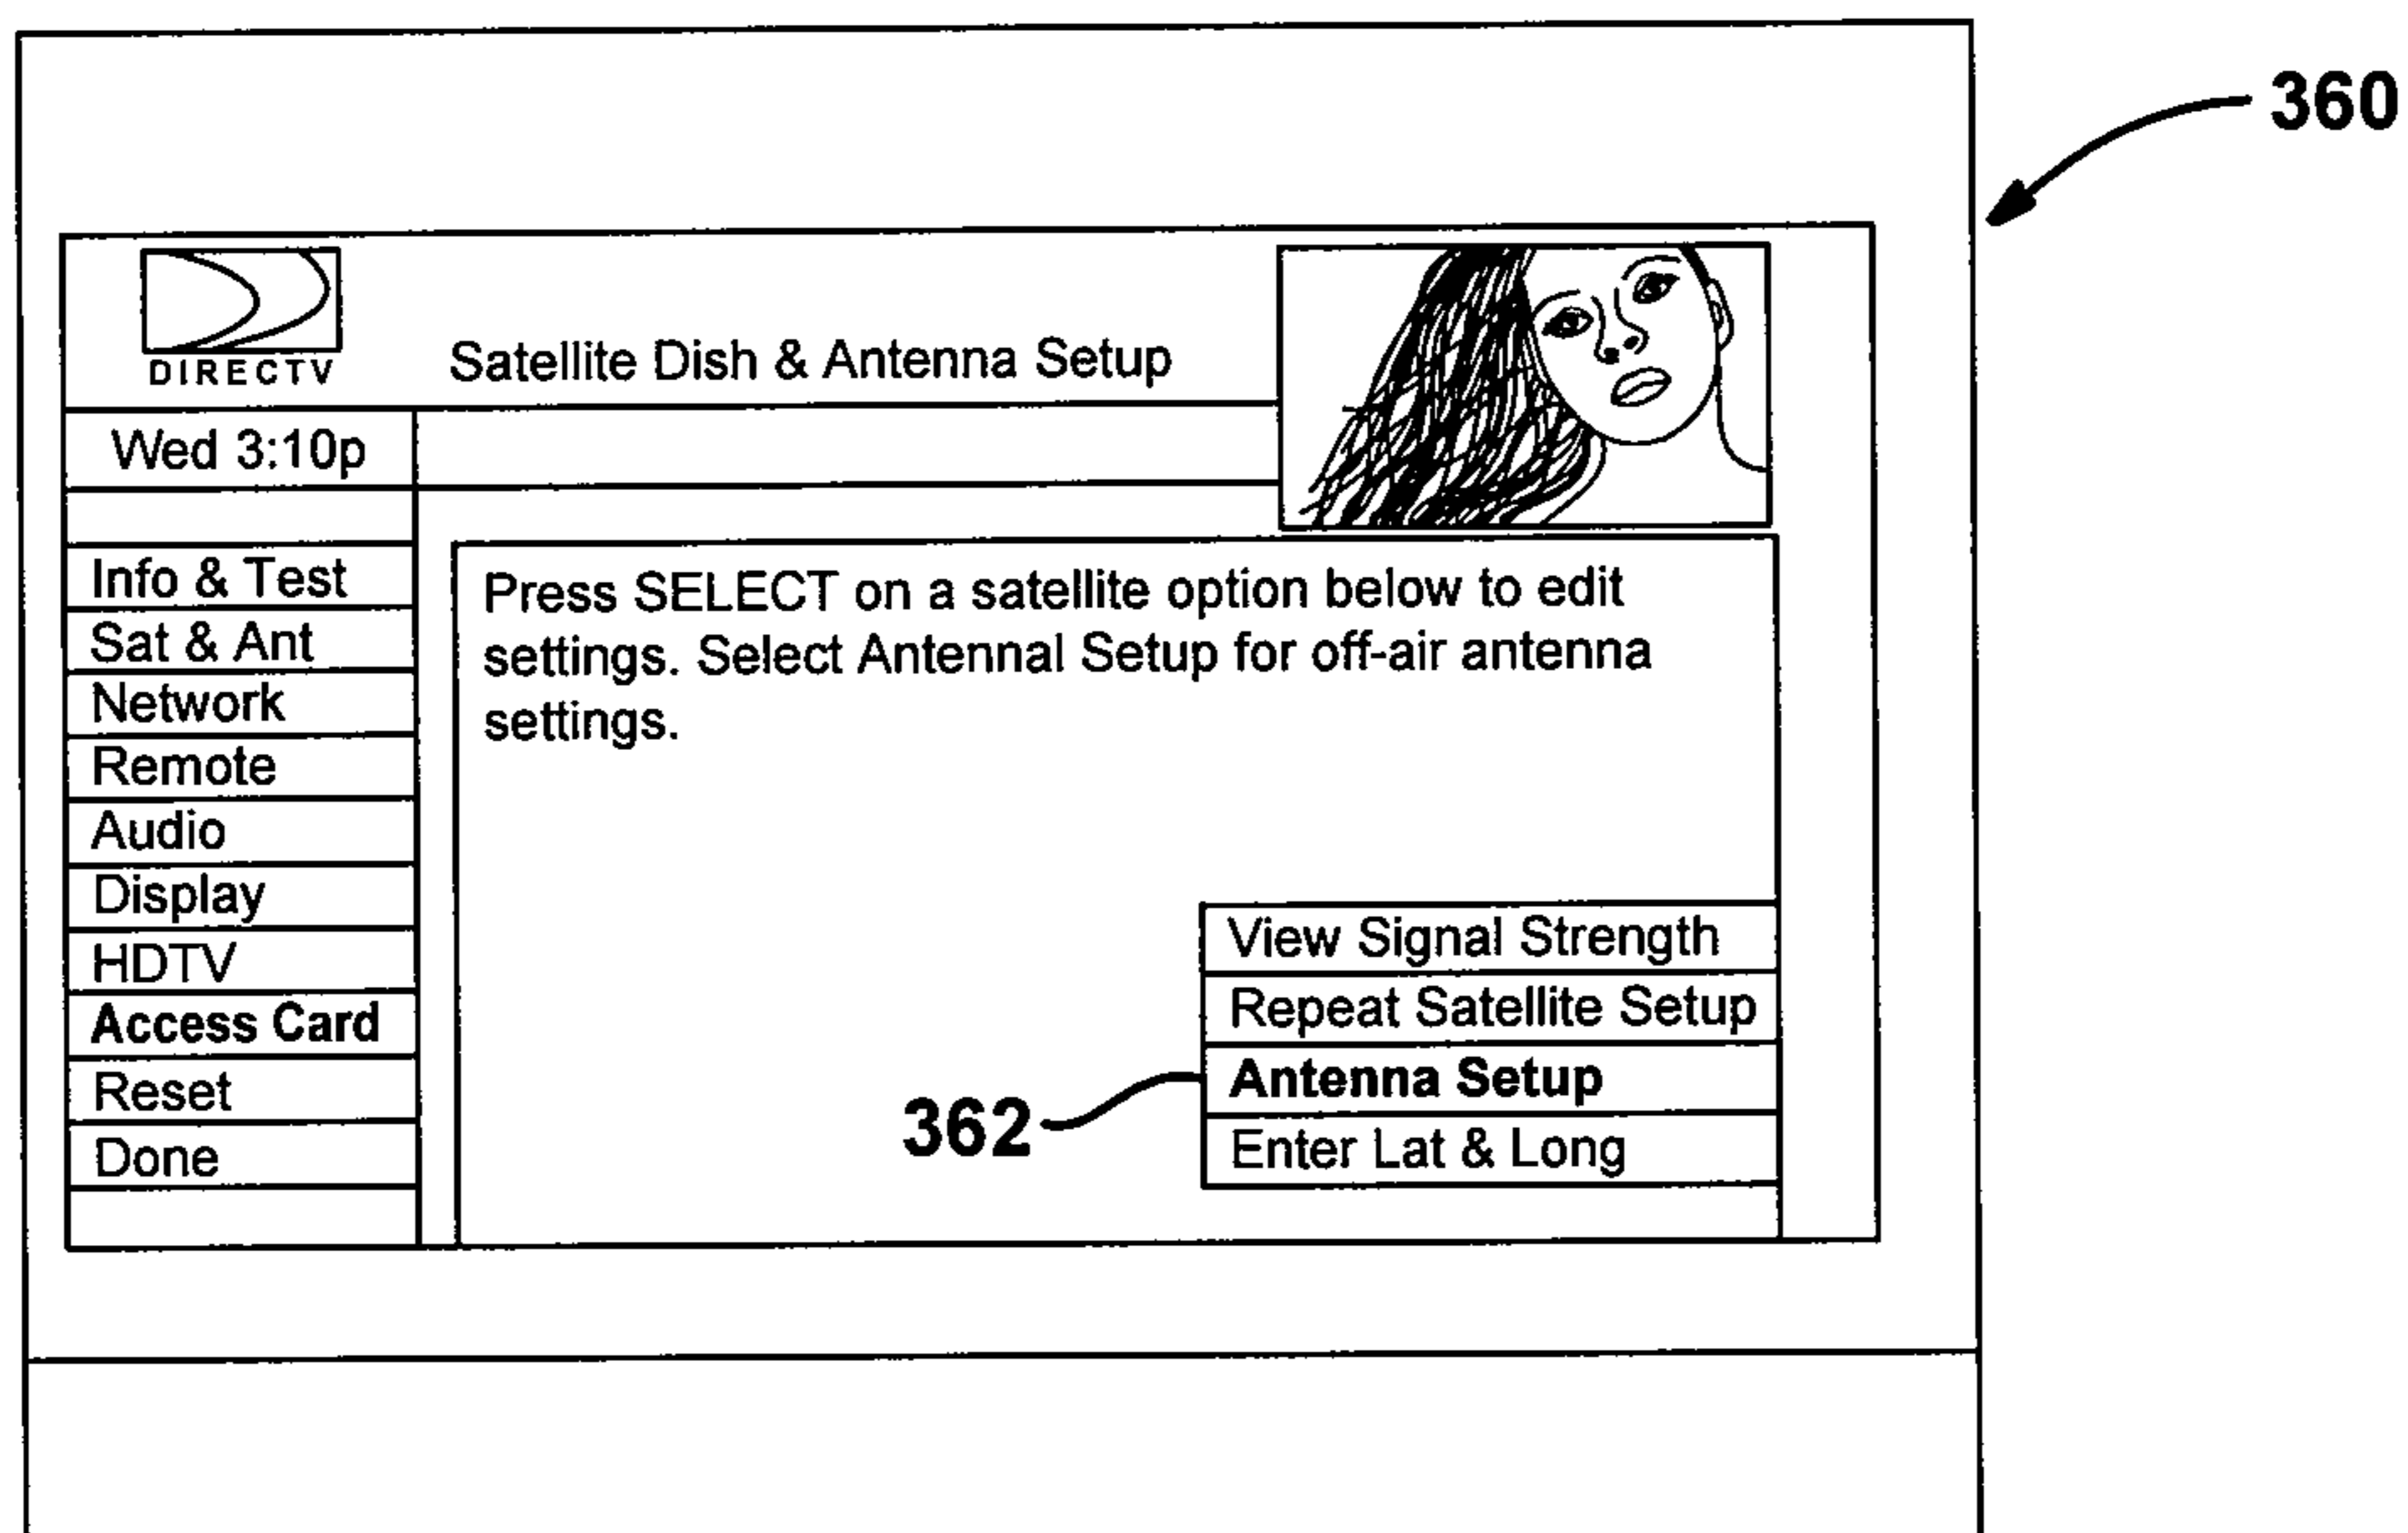 360
DIRECTV
Satellite Dish & Antenna Setup
Wed 3:10p
Info & Test
Sat & Ant
Network
Remote
Audio
Display
HDTV
Access Card
Reset
Done
Press SELECT on a satellite option below to edit
settings. Select Antennal Setup for off-air antenna
settings.
View Signal Strength
Repeat Satellite Setup
Antenna Setup
Enter Lat & Long
362